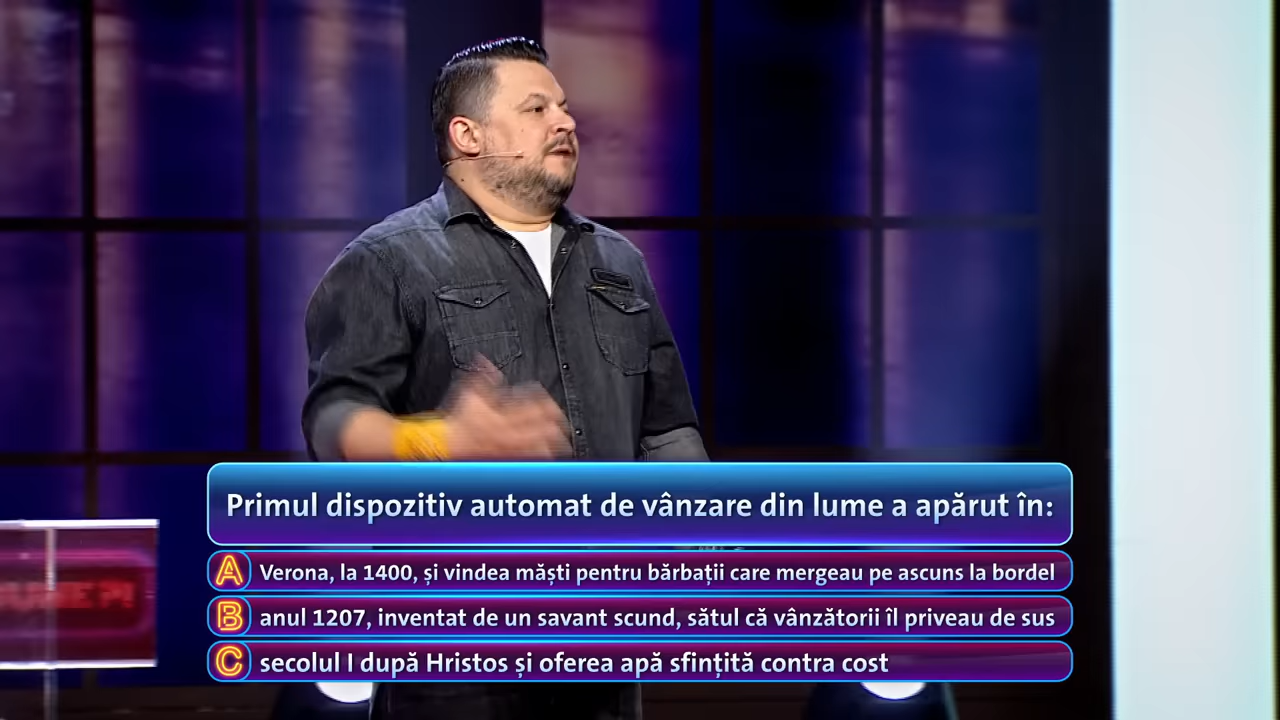 Primul dispozitiv automat de vânzare din lume a apărut în:
A Verona, la 1400, și vindea măști pentru bărbații care mergeau pe ascuns la bordel
B anul 1207, inventat de un savant scund, sătul că vânzătorii îl priveau de sus
C secolul I după Hristos și oferea apă sfințită contra cost